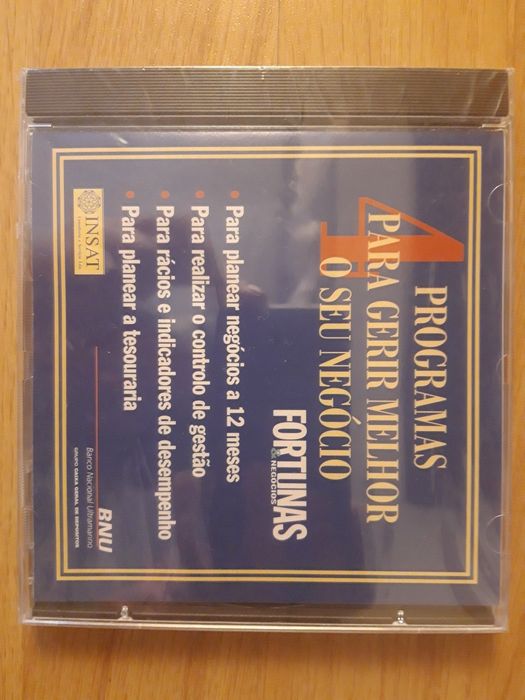 4 PROGRAMAS
PARA GERIR MELHOR
O SEU NEGÓCIO
FORTUNAS
& NEGÓCIOS
• Para planear negócios a 12 meses
• Para realizar o controlo de gestão
• Para rácios e indicadores de desempenho
• Para planear a tesouraria
INSAT
BNU
Banco Nacional Ultramarino
GRUPO CAIXA GERAL DE DEPÓSITOS